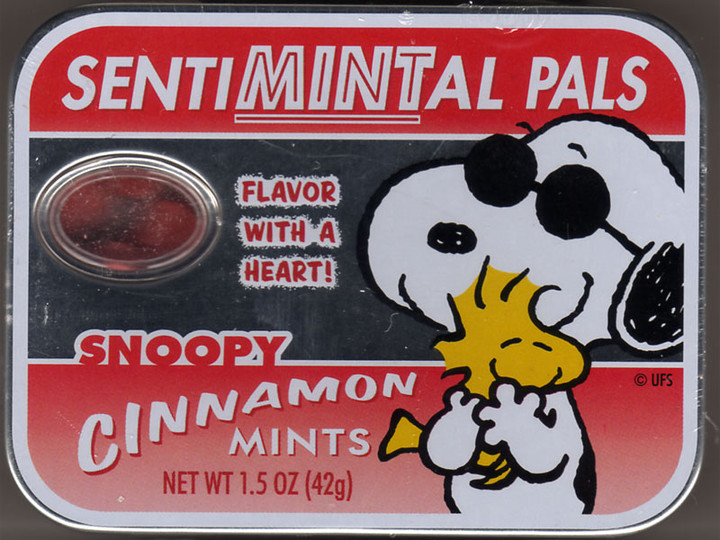 SENTIMINTAL PALS
FLAVOR
WITH A
HEART!
SNOOPY
CINNAMON
MINTS
NET WT 1.5 OZ (42g)
© UFS